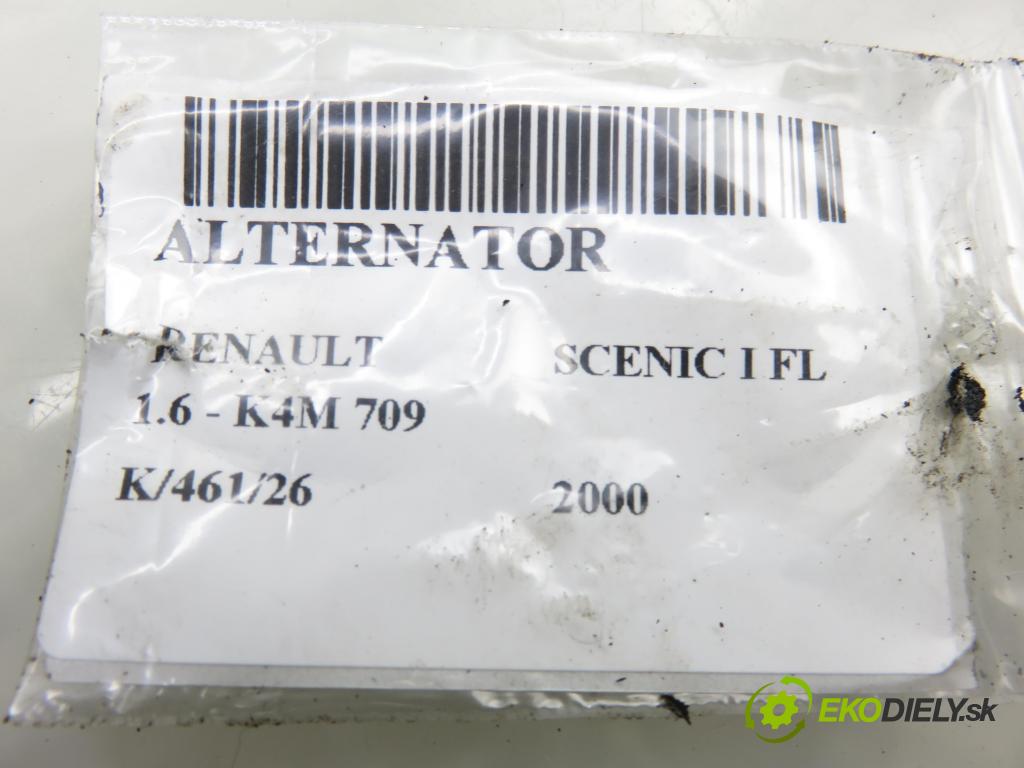 ALTERNATOR
RENAULT SCENIC I FL
1.6 - K4M 709
K/461/26 2000
EKODIELY.sk